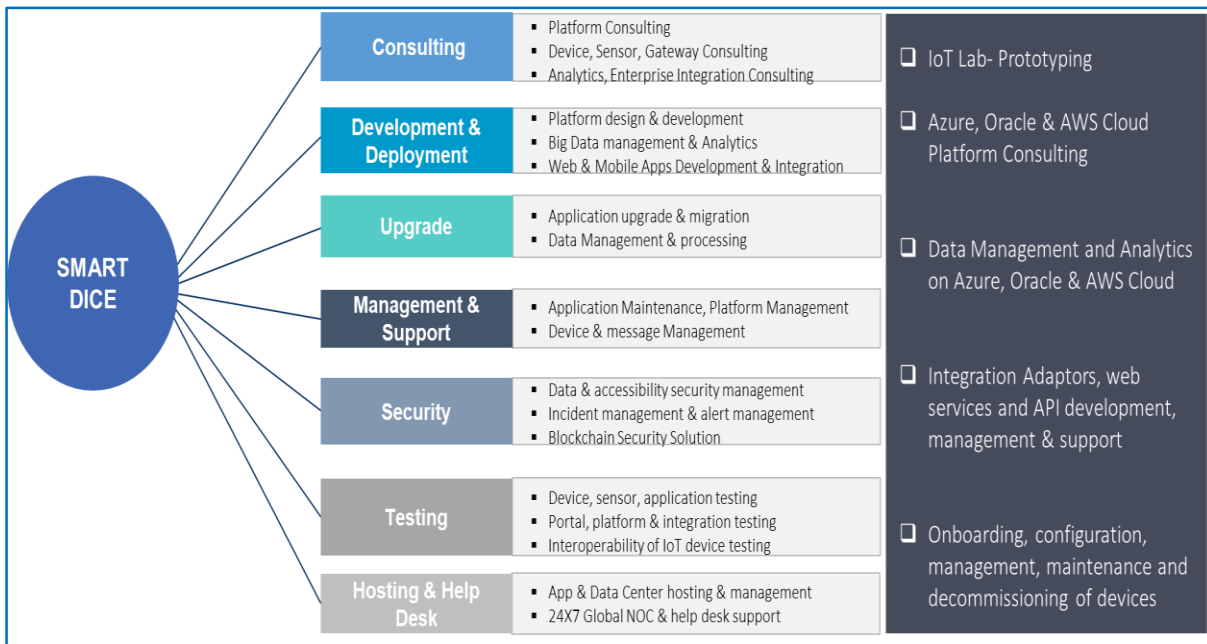 SMART
DICE
Consulting
▪ Platform Consulting
▪ Device, Sensor, Gateway Consulting
▪ Analytics, Enterprise Integration Consulting
Development &
Deployment
▪ Platform design & development
▪ Big Data management & Analytics
▪ Web & Mobile Apps Development & Integration
Upgrade
▪ Application upgrade & migration
▪ Data Management & processing
Management &
Support
▪ Application Maintenance, Platform Management
▪ Device & message Management
Security
▪ Data & accessibility security management
▪ Incident management & alert management
▪ Blockchain Security Solution
Testing
▪ Device, sensor, application testing
▪ Portal, platform & integration testing
▪ Interoperability of IoT device testing
Hosting & Help
Desk
▪ App & Data Center hosting & management
▪ 24X7 Global NOC & help desk support
❑ IoT Lab- Prototyping
❑ Azure, Oracle & AWS Cloud
Platform Consulting
❑ Data Management and Analytics
on Azure, Oracle & AWS Cloud
❑ Integration Adaptors, web
services and API development,
management & support
❑ Onboarding, configuration,
management, maintenance and
decommissioning of devices